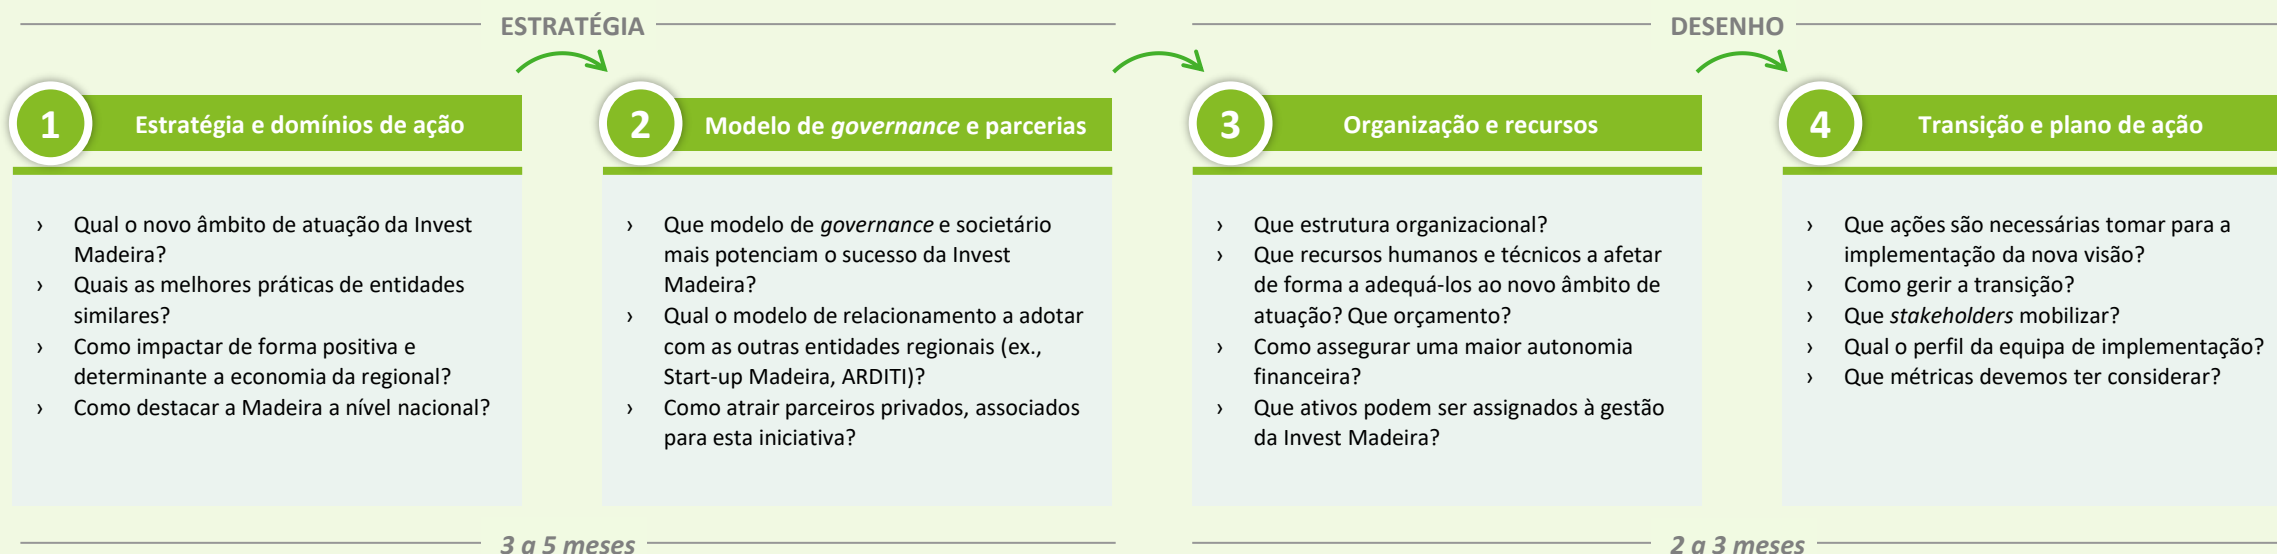 ESTRATÉGIA
DESENHO
1
Estratégia e domínios de ação
› Qual o novo âmbito de atuação da Invest
Madeira?
› Quais as melhores práticas de entidades
similares?
› Como impactar de forma positiva e
determinante a economia da regional?
› Como destacar a Madeira a nível nacional?
2
Modelo de governance e parcerias
› Que modelo de governance e societário
mais potenciam o sucesso da Invest
Madeira?
› Qual o modelo de relacionamento a adotar
com as outras entidades regionais (ex.,
Start-up Madeira, ARDITI)?
› Como atrair parceiros privados, associados
para esta iniciativa?
3
Organização e recursos
› Que estrutura organizacional?
› Que recursos humanos e técnicos a afetar
de forma a adequá-los ao novo âmbito de
atuação? Que orçamento?
› Como assegurar uma maior autonomia
financeira?
› Que ativos podem ser assignados à gestão
da Invest Madeira?
4
Transição e plano de ação
› Que ações são necessárias tomar para a
implementação da nova visão?
› Como gerir a transição?
› Que stakeholders mobilizar?
› Qual o perfil da equipa de implementação?
› Que métricas devemos ter considerar?
3 a 5 meses
2 a 3 meses